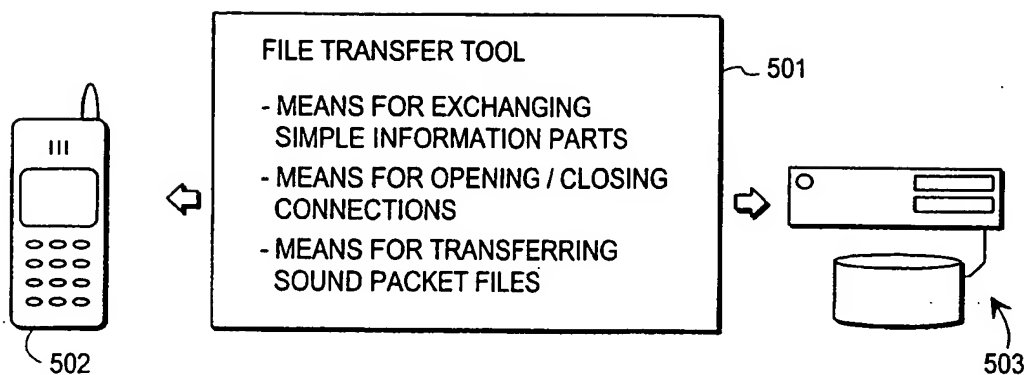 FILE TRANSFER TOOL
- MEANS FOR EXCHANGING
SIMPLE INFORMATION PARTS
- MEANS FOR OPENING / CLOSING
CONNECTIONS
- MEANS FOR TRANSFERRING
SOUND PACKET FILES
501
502
503